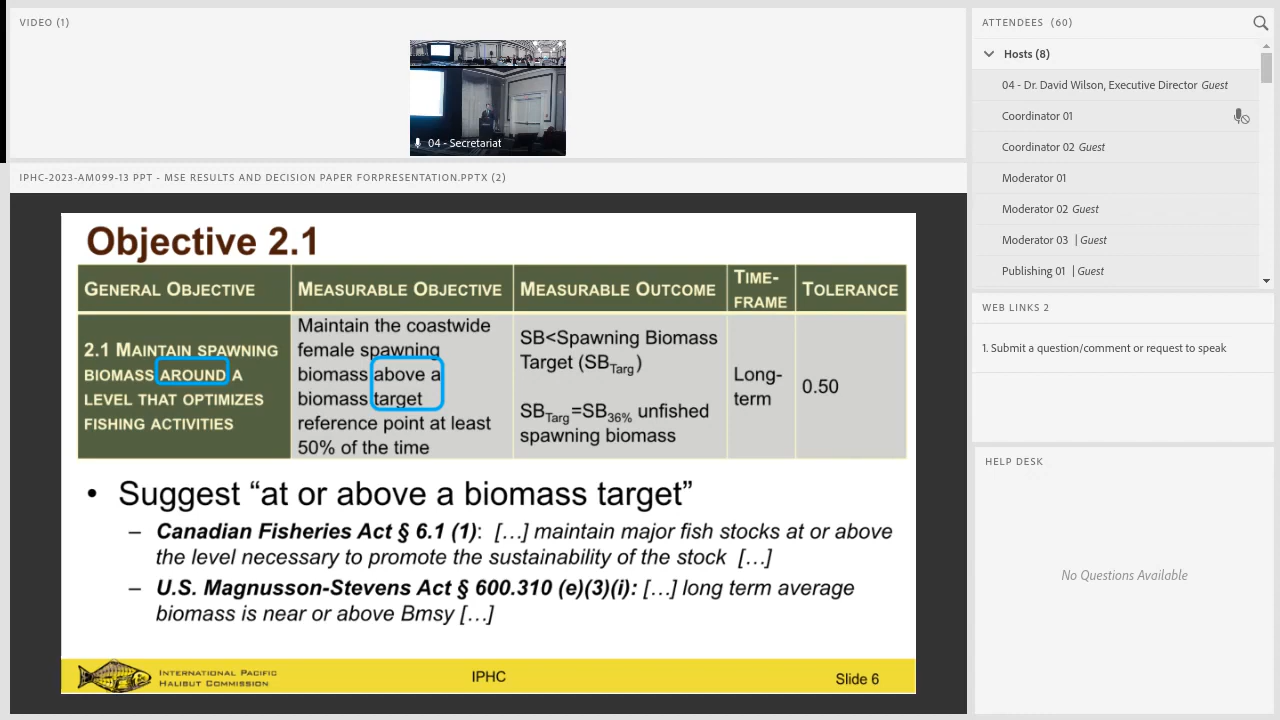 VIDEO (1)
04 - Secretariat
IPHC-2023-AM099-13 PPT - MSE RESULTS AND DECISION PAPER FORPRESENTATION.PPTX (2)
Objective 2.1
GENERAL OBJECTIVE
MEASURABLE OBJECTIVE
MEASURABLE OUTCOME
TIME-
FRAME
TOLERANCE
2.1 MAINTAIN SPAWNING
BIOMASS AROUND A
LEVEL THAT OPTIMIZES
FISHING ACTIVITIES
Maintain the coastwide
female spawning
biomass above a
biomass target
reference point at least
50% of the time
SB<Spawning Biomass
Target (SBTarg)
SBTarg=SB36% unfished
spawning biomass
Long-
term
0.50
• Suggest “at or above a biomass target”
– Canadian Fisheries Act § 6.1 (1): […] maintain major fish stocks at or above
the level necessary to promote the sustainability of the stock […]
– U.S. Magnusson-Stevens Act § 600.310 (e)(3)(i): […] long term average
biomass is near or above Bmsy […]
INTERNATIONAL PACIFIC
HALIBUT COMMISSION
IPHC
Slide 6
ATTENDEES (60)
Hosts (8)
04 - Dr. David Wilson, Executive Director Guest
Coordinator 01
Coordinator 02 Guest
Moderator 01
Moderator 02 Guest
Moderator 03 | Guest
Publishing 01 | Guest
WEB LINKS 2
1. Submit a question/comment or request to speak
HELP DESK
No Questions Available